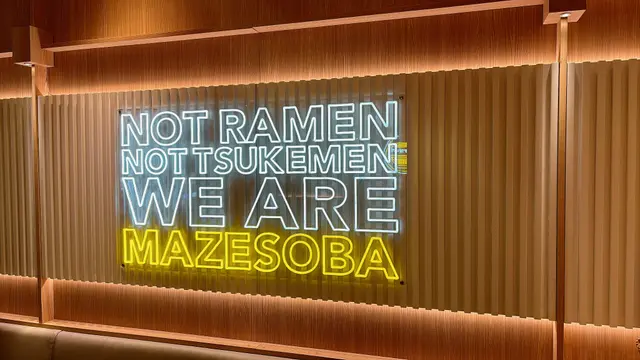 NOT RAMEN
NOT TSUKEMEN
WE ARE
MAZESOBA